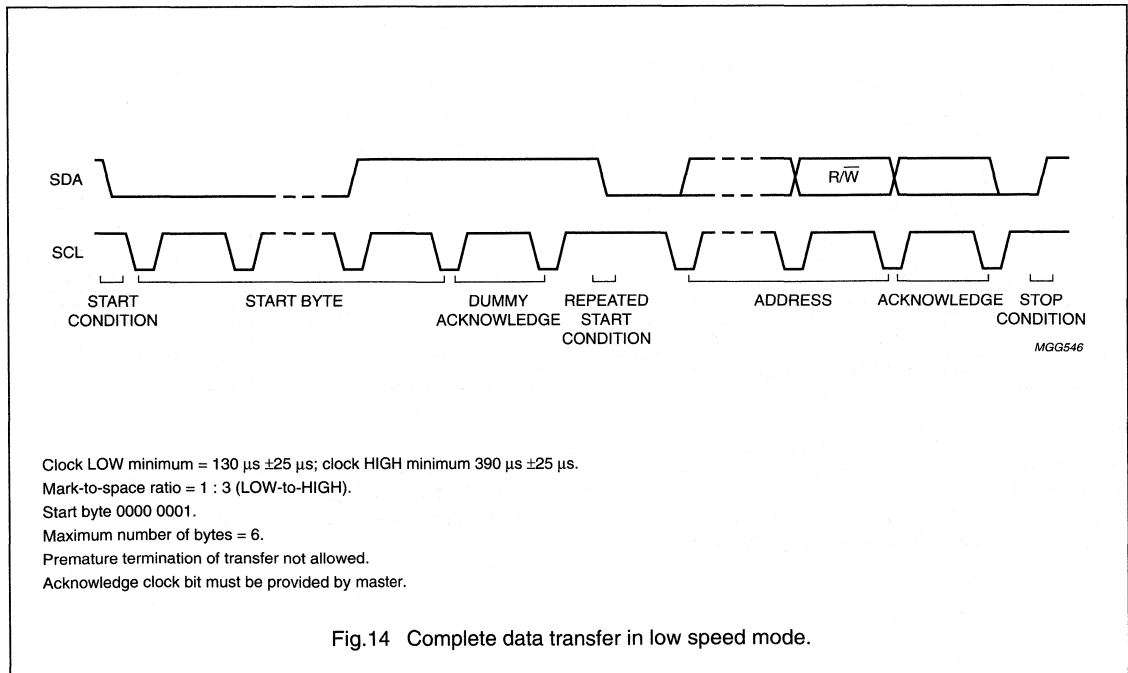 SDA
R/W̅
SCL
START
CONDITION
START BYTE
DUMMY
ACKNOWLEDGE
REPEATED
START
CONDITION
ADDRESS
ACKNOWLEDGE
STOP
CONDITION
MGG546
Clock LOW minimum = 130 μs ±25 μs; clock HIGH minimum 390 μs ±25 μs.
Mark-to-space ratio = 1 : 3 (LOW-to-HIGH).
Start byte 0000 0001.
Maximum number of bytes = 6.
Premature termination of transfer not allowed.
Acknowledge clock bit must be provided by master.
Fig.14 Complete data transfer in low speed mode.